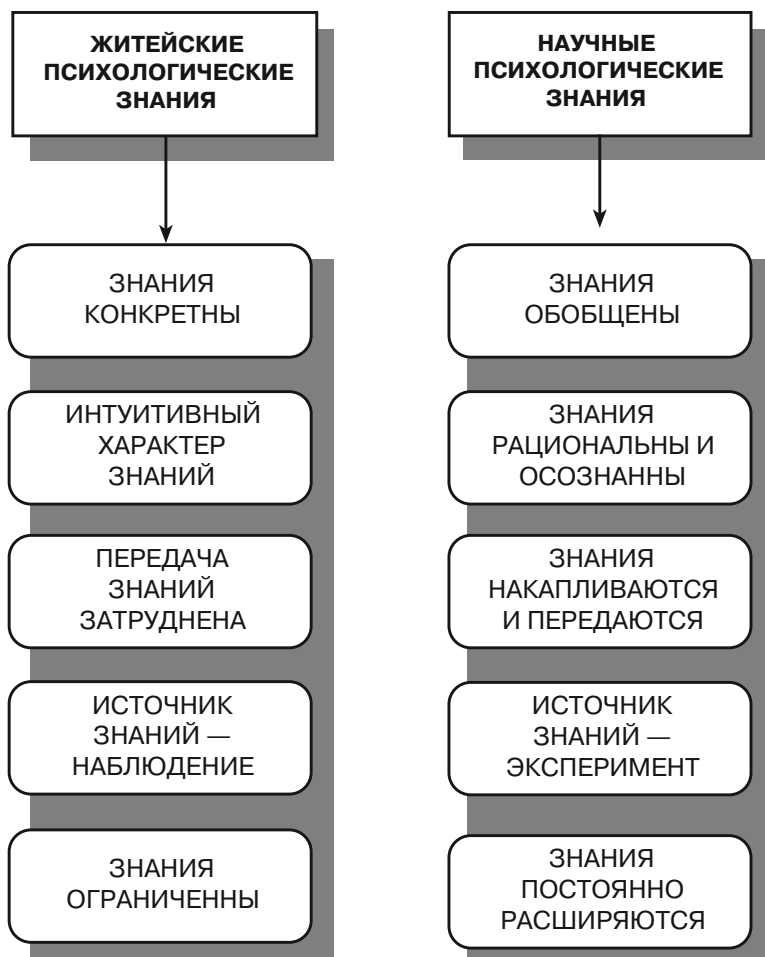 ЖИТЕЙСКИЕ
ПСИХОЛОГИЧЕСКИЕ
ЗНАНИЯ
ЗНАНИЯ
КОНКРЕТНЫ
ИНТУИТИВНЫЙ
ХАРАКТЕР
ЗНАНИЙ
ПЕРЕДАЧА
ЗНАНИЙ
ЗАТРУДНЕНА
ИСТОЧНИК
ЗНАНИЙ —
НАБЛЮДЕНИЕ
ЗНАНИЯ
ОГРАНИЧЕННЫ
НАУЧНЫЕ
ПСИХОЛОГИЧЕСКИЕ
ЗНАНИЯ
ЗНАНИЯ
ОБОБЩЕНЫ
ЗНАНИЯ
РАЦИОНАЛЬНЫ И
ОСОЗНАННЫ
ЗНАНИЯ
НАКАПЛИВАЮТСЯ
И ПЕРЕДАЮТСЯ
ИСТОЧНИК
ЗНАНИЙ —
ЭКСПЕРИМЕНТ
ЗНАНИЯ
ПОСТОЯННО
РАСШИРЯЮТСЯ